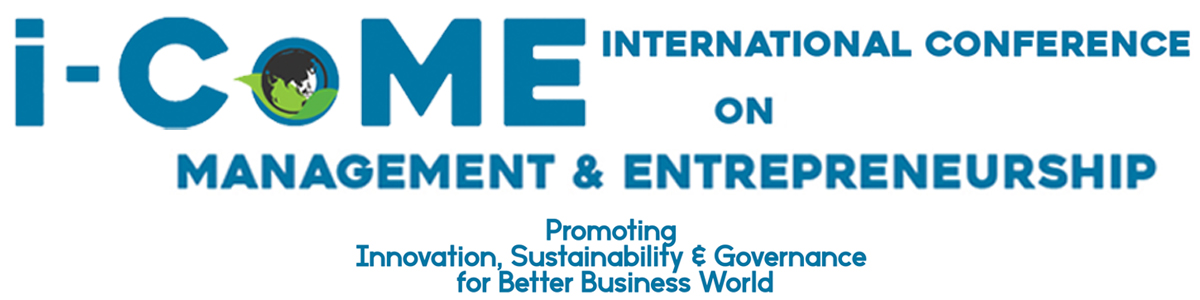 i-CoME
INTERNATIONAL CONFERENCE
ON
MANAGEMENT & ENTREPRENEURSHIP
Promoting
Innovation, Sustainability & Governance
for Better Business World